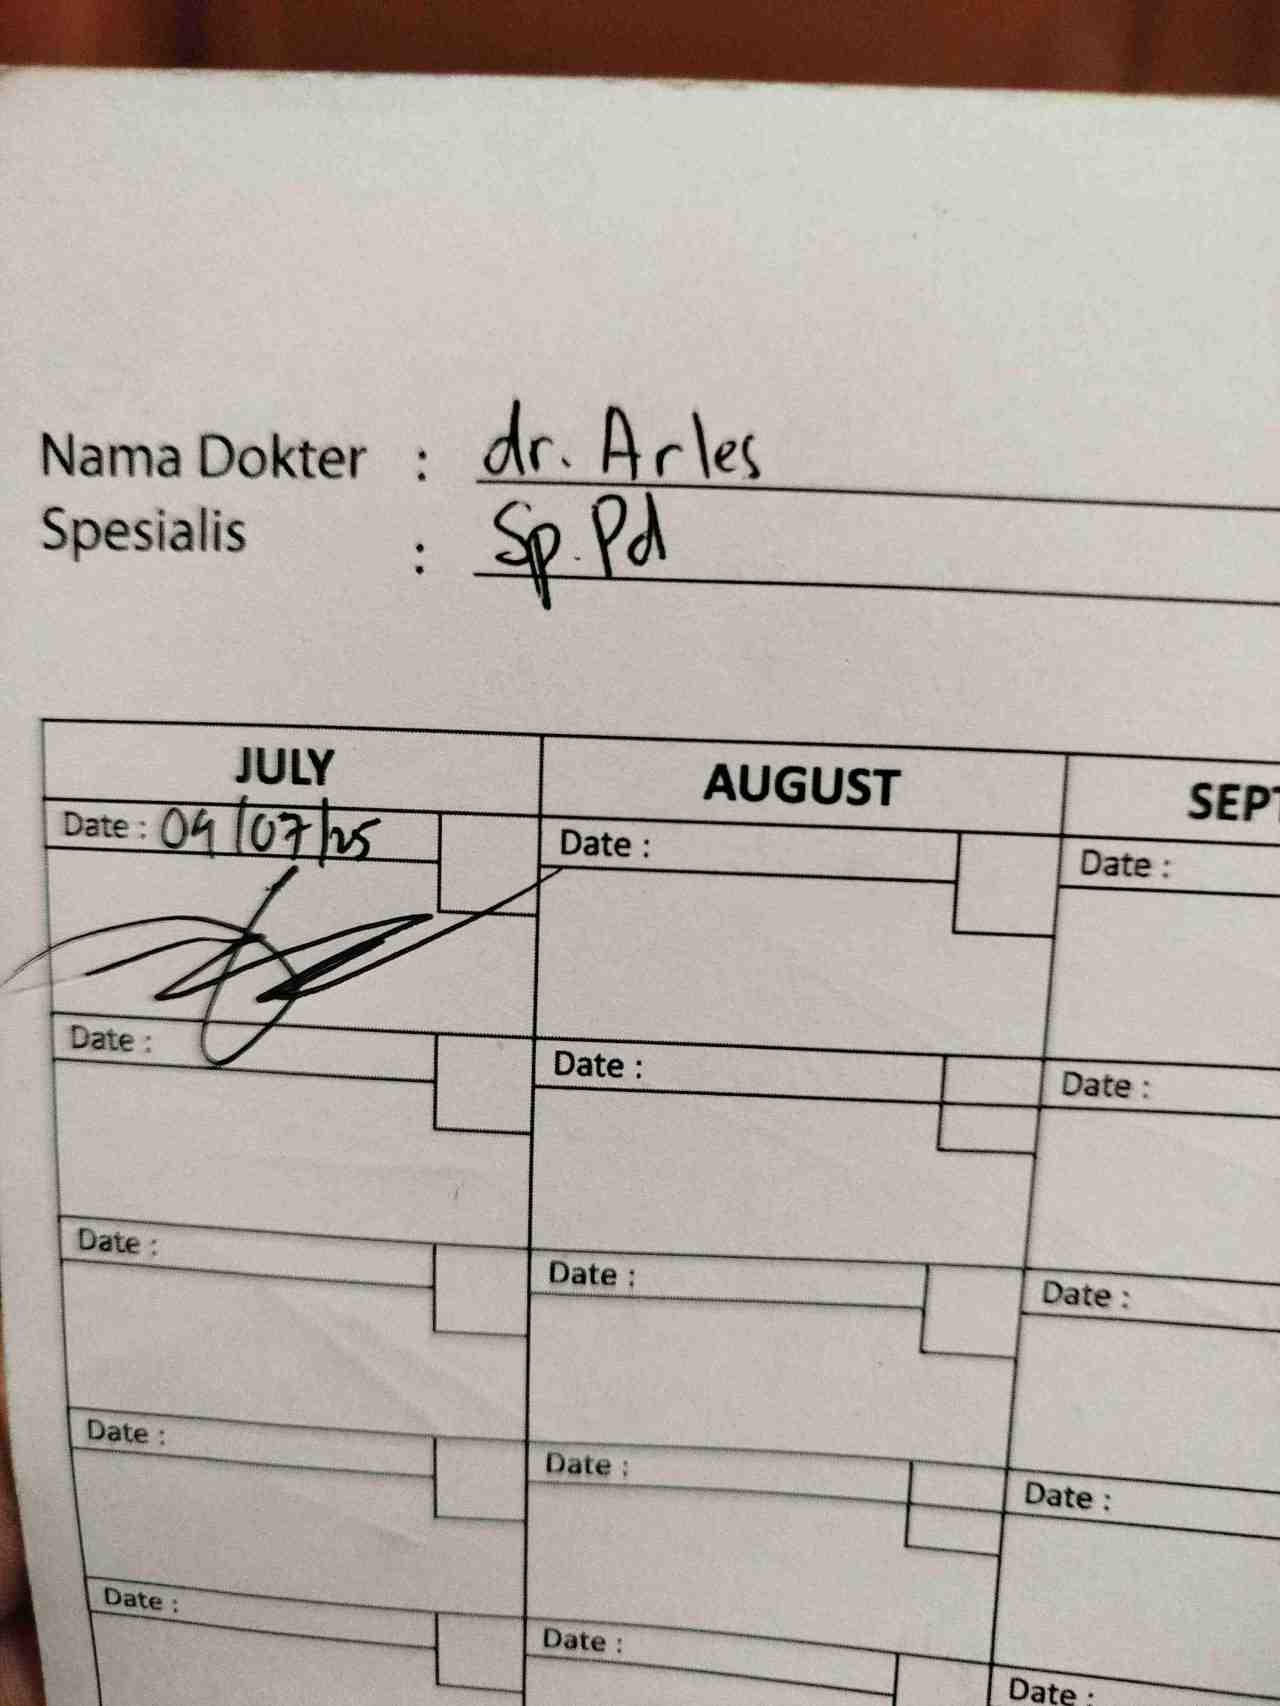 Nama Dokter : dr. Arles
Spesialis : Sp.Pd
JULY AUGUST SEPT
Date : 04/07/25 Date : Date :
Date : Date : Date :
Date : Date : Date :
Date : Date : Date :
Date : Date : Date :